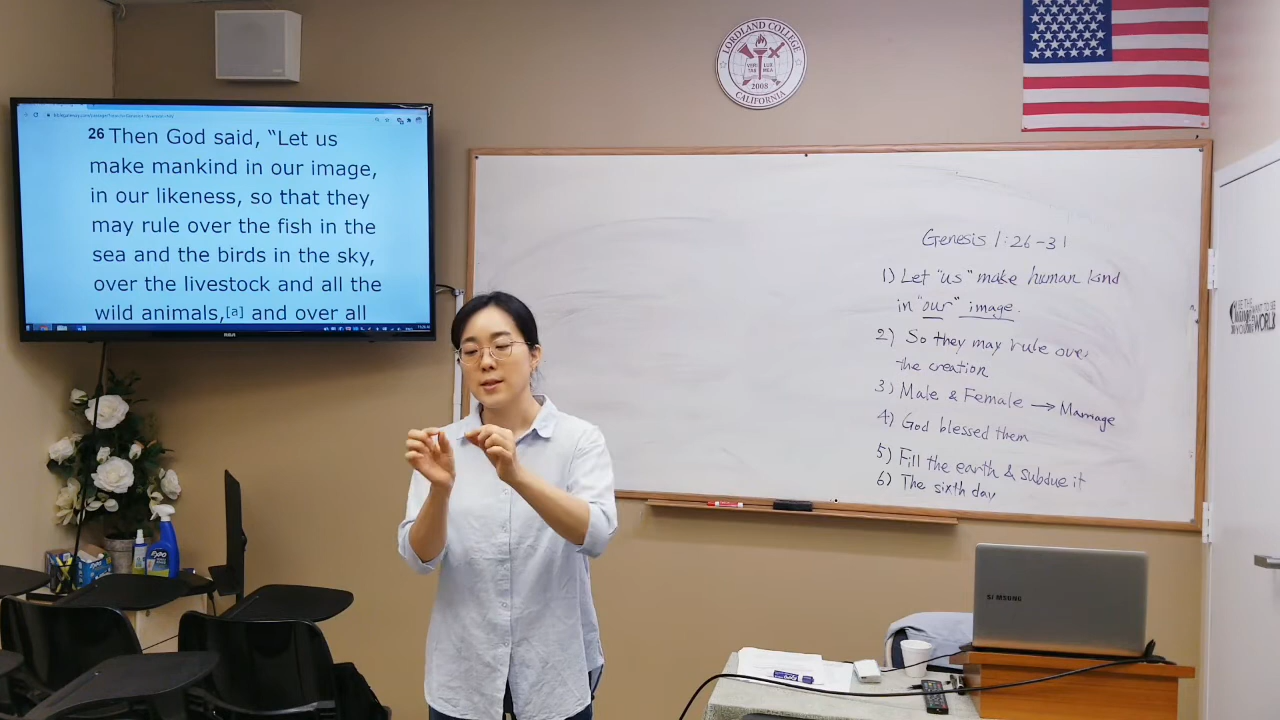 26 Then God said, “Let us
make mankind in our image,
in our likeness, so that they
may rule over the fish in the
sea and the birds in the sky,
over the livestock and all the
wild animals,[a] and over all
RCA
LORDLAND COLLEGE
2008
CALIFORNIA
Genesis 1:26-31
1) Let "us" make human kind
in "our" image.
2) So they may rule over
the creation
3) Male & Female → Marriage
4) God blessed them
5) Fill the earth & subdue it
6) The sixth day
EXPO
SAMSUNG
WORLD